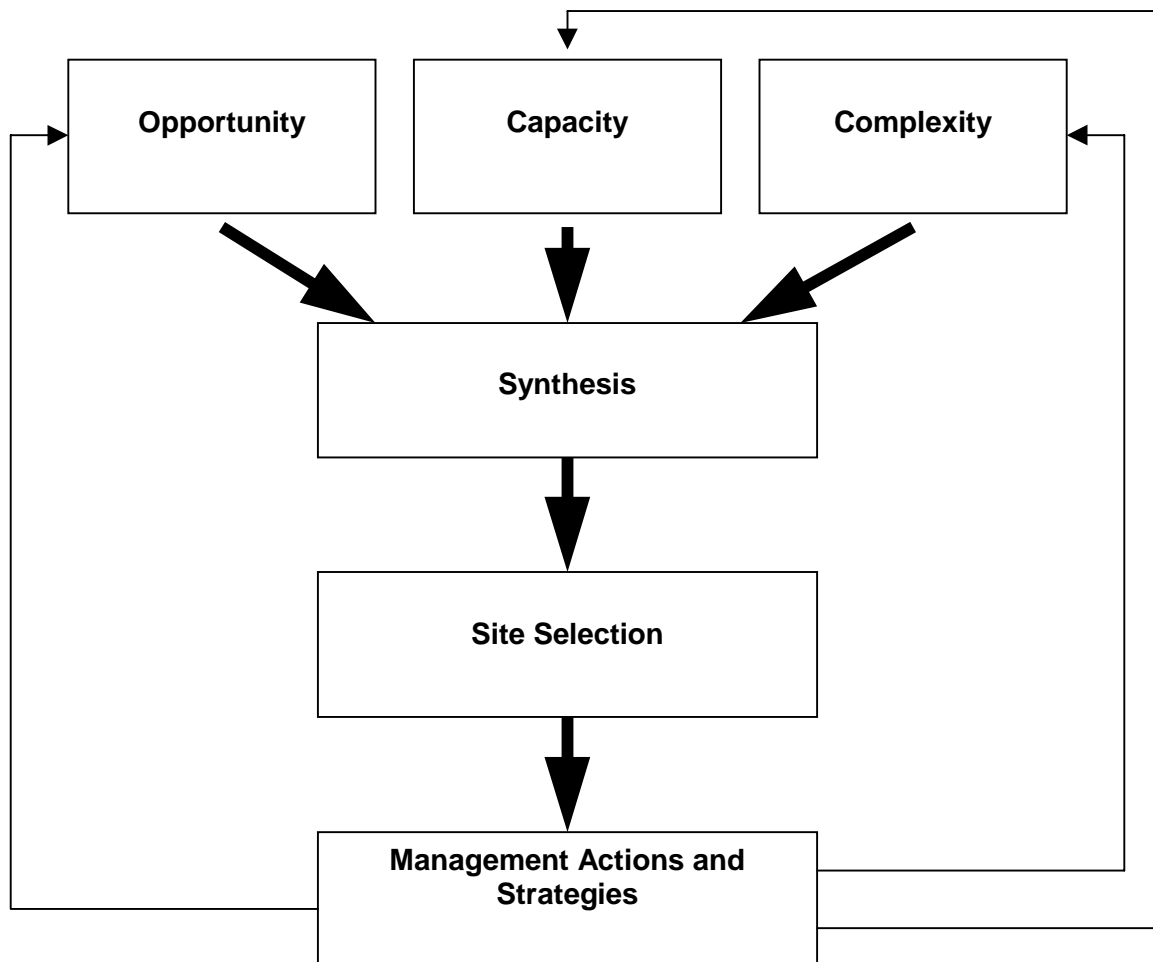 Opportunity
Capacity
Complexity
Synthesis
Site Selection
Management Actions and
Strategies